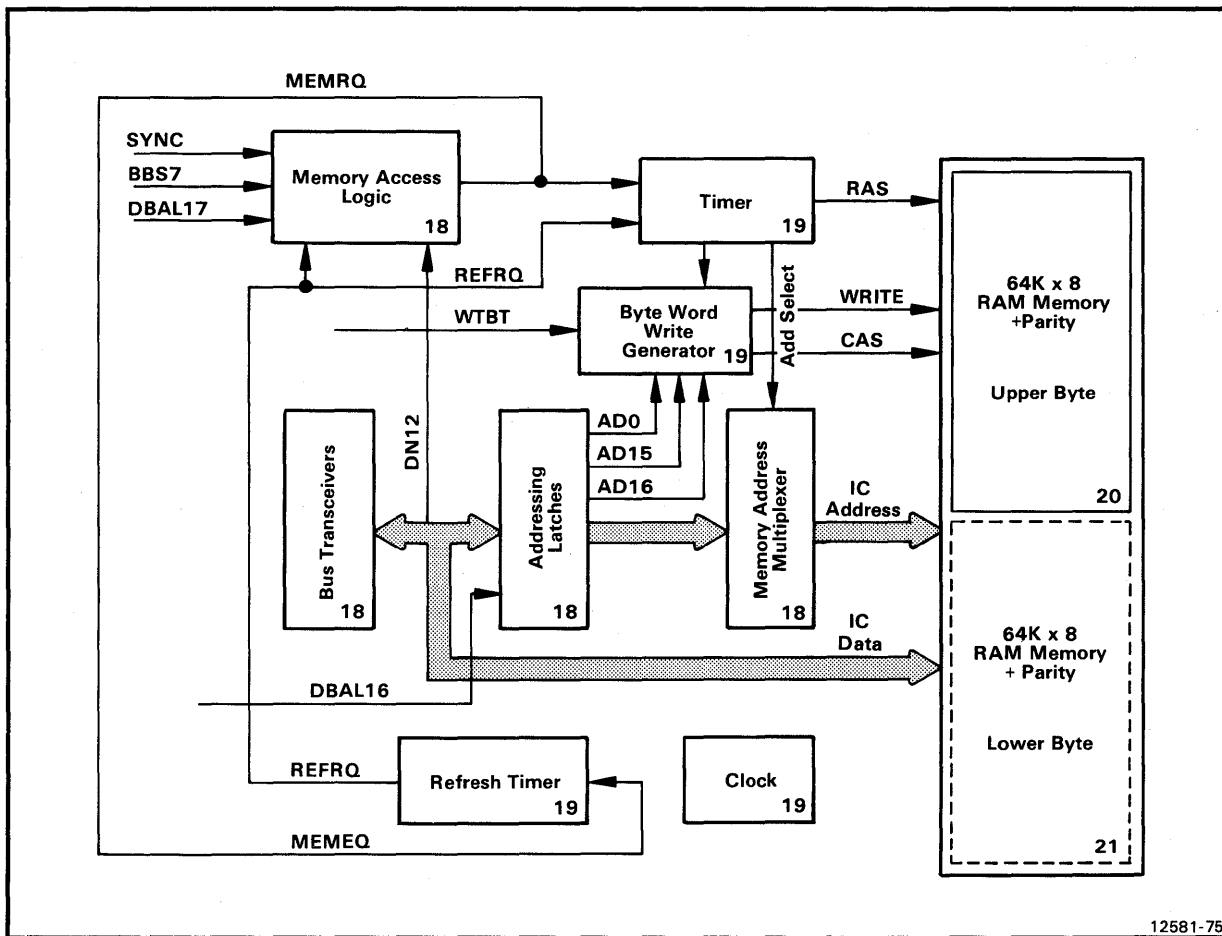 MEMRQ
SYNC
BBS7
DBAL17
Memory Access
Logic
18
Timer
19
RAS
REFRQ
WTBT
Byte Word
Write
Generator
19
Add Select
WRITE
CAS
64K x 8
RAM Memory
+Parity
Upper Byte
20
DN12
Bus Transceivers
18
Addressing
Latches
18
AD0
AD15
AD16
Memory Address
Multiplexer
18
IC
Address
IC
Data
64K x 8
RAM Memory
+ Parity
Lower Byte
21
DBAL16
REFRQ
Refresh Timer
19
Clock
19
MEMEQ
12581-75